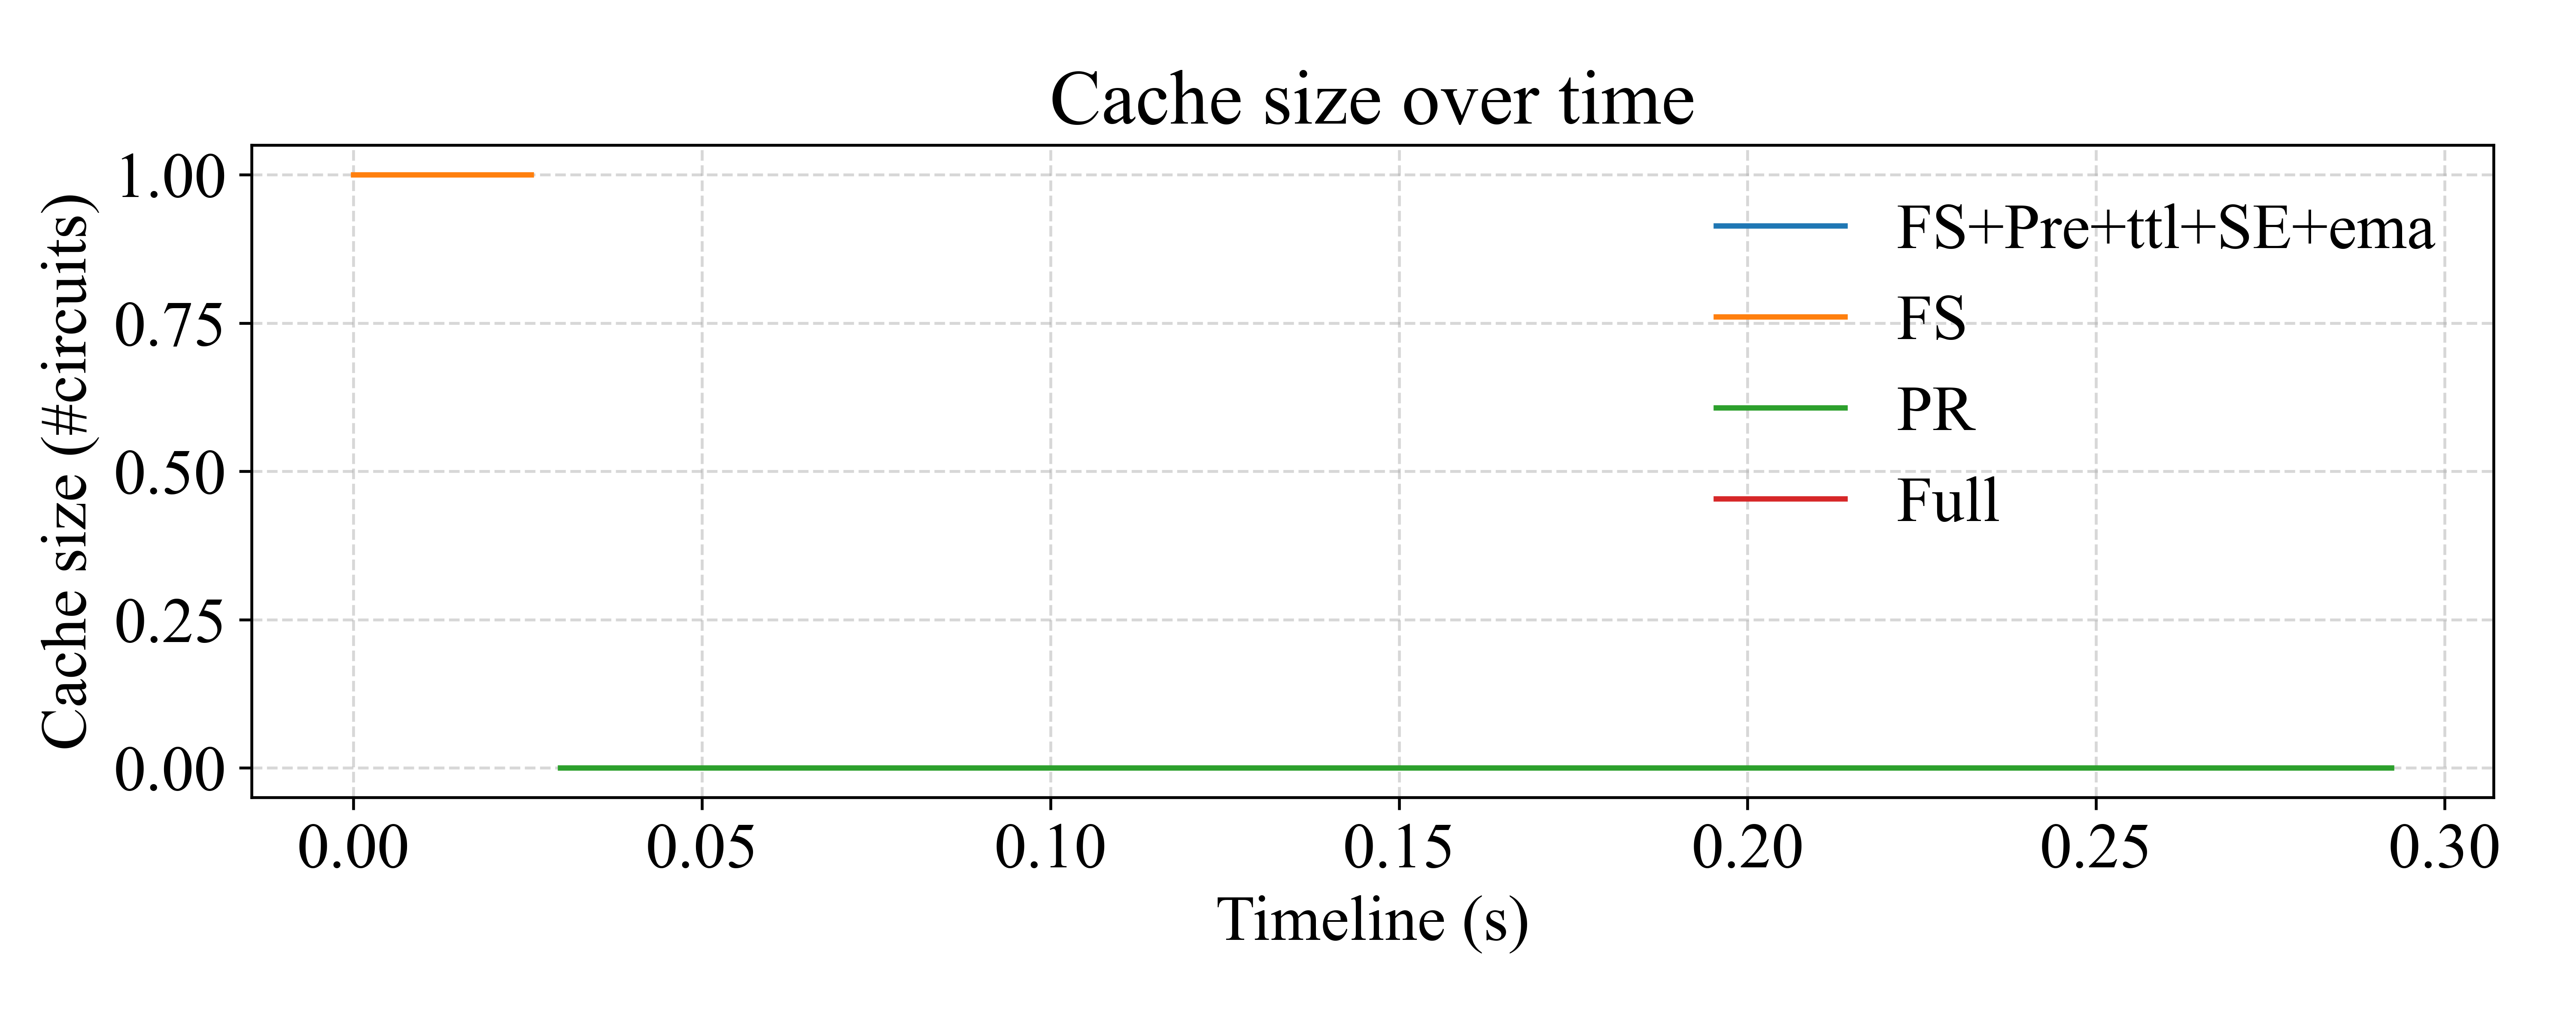 Cache size over time
Cache size (#circuits)
1.00
0.75
0.50
0.25
0.00
FS+Pre+ttl+SE+ema
FS
PR
Full
0.00 0.05 0.10 0.15 0.20 0.25 0.30
Timeline (s)